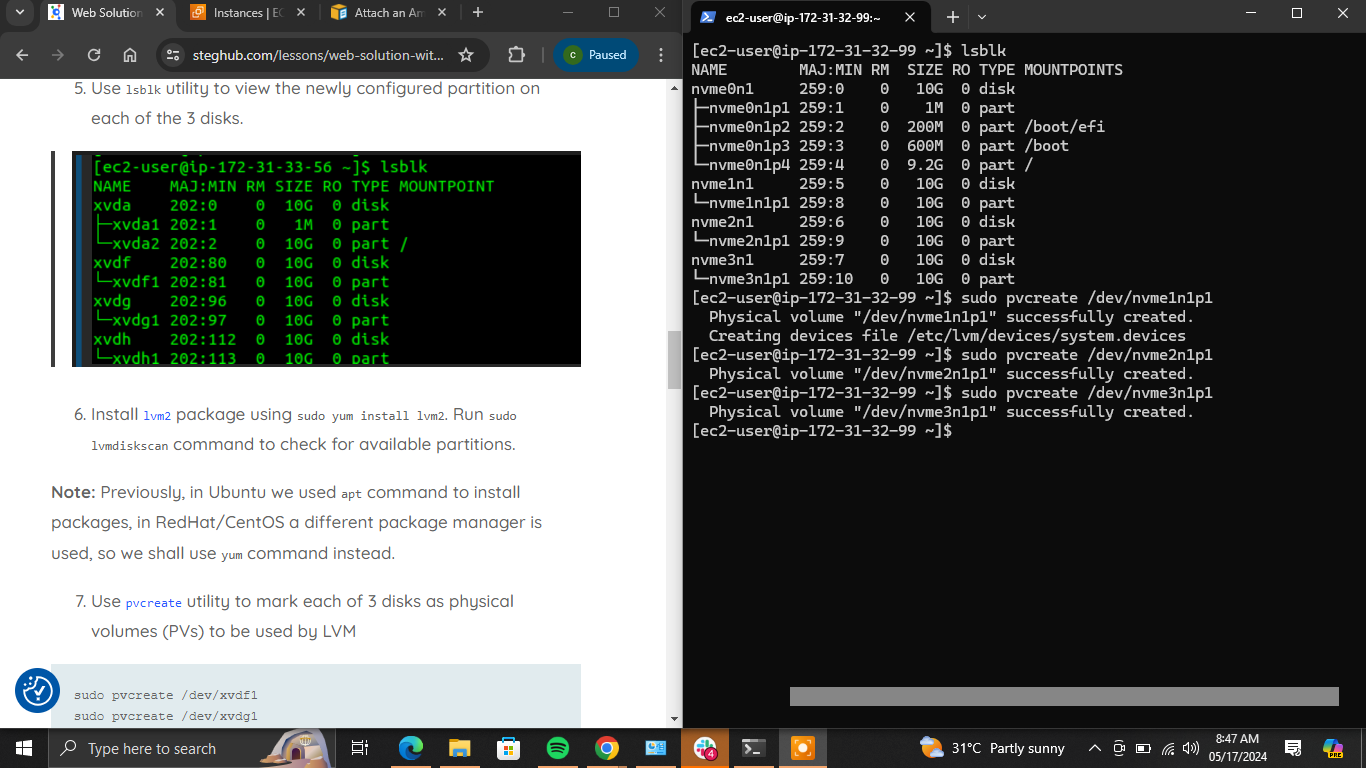 Web Solution
Instances | EC
Attach an Am
steghub.com/lessons/web-solution-wit...
C Paused
5. Use lsblk utility to view the newly configured partition on
each of the 3 disks.
[ec2-user@ip-172-31-33-56 ~]$ lsblk
NAME MAJ:MIN RM SIZE RO TYPE MOUNTPOINT
xvda 202:0 0 10G 0 disk
├─xvda1 202:1 0 1M 0 part
└─xvda2 202:2 0 10G 0 part /
xvdf 202:80 0 10G 0 disk
└─xvdf1 202:81 0 10G 0 part
xvdg 202:96 0 10G 0 disk
└─xvdg1 202:97 0 10G 0 part
xvdh 202:112 0 10G 0 disk
└─xvdh1 202:113 0 10G 0 part
6. Install lvm2 package using sudo yum install lvm2. Run sudo
lvmdiskscan command to check for available partitions.
Note: Previously, in Ubuntu we used apt command to install
packages, in RedHat/CentOS a different package manager is
used, so we shall use yum command instead.
7. Use pvcreate utility to mark each of 3 disks as physical
volumes (PVs) to be used by LVM
sudo pvcreate /dev/xvdf1
sudo pvcreate /dev/xvdg1
ec2-user@ip-172-31-32-99:~
[ec2-user@ip-172-31-32-99 ~]$ lsblk
NAME MAJ:MIN RM SIZE RO TYPE MOUNTPOINTS
nvme0n1 259:0 0 10G 0 disk
├─nvme0n1p1 259:1 0 1M 0 part
├─nvme0n1p2 259:2 0 200M 0 part /boot/efi
├─nvme0n1p3 259:3 0 600M 0 part /boot
└─nvme0n1p4 259:4 0 9.2G 0 part /
nvme1n1 259:5 0 10G 0 disk
└─nvme1n1p1 259:8 0 10G 0 part
nvme2n1 259:6 0 10G 0 disk
└─nvme2n1p1 259:9 0 10G 0 part
nvme3n1 259:7 0 10G 0 disk
└─nvme3n1p1 259:10 0 10G 0 part
[ec2-user@ip-172-31-32-99 ~]$ sudo pvcreate /dev/nvme1n1p1
Physical volume "/dev/nvme1n1p1" successfully created.
Creating devices file /etc/lvm/devices/system.devices
[ec2-user@ip-172-31-32-99 ~]$ sudo pvcreate /dev/nvme2n1p1
Physical volume "/dev/nvme2n1p1" successfully created.
[ec2-user@ip-172-31-32-99 ~]$ sudo pvcreate /dev/nvme3n1p1
Physical volume "/dev/nvme3n1p1" successfully created.
[ec2-user@ip-172-31-32-99 ~]$
Type here to search
4
31°C Partly sunny
8:47 AM
05/17/2024
PRE